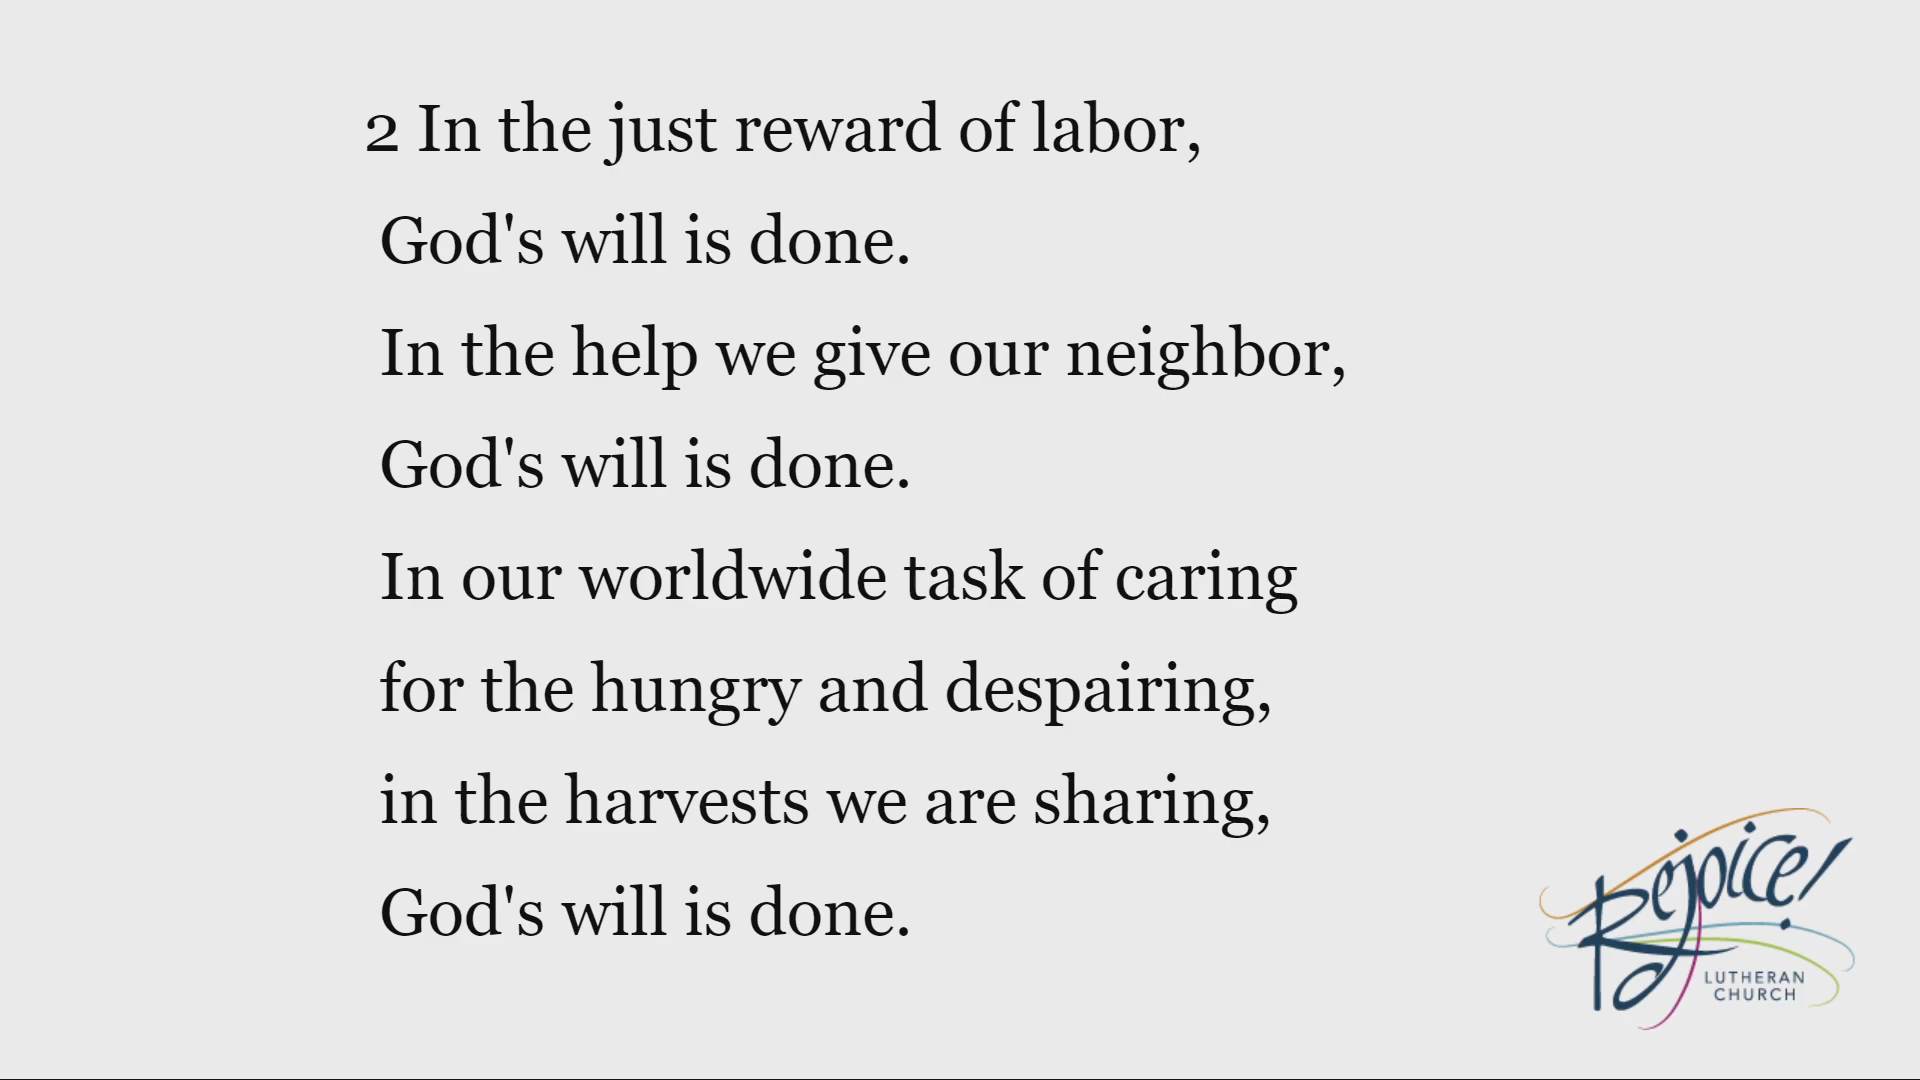 2 In the just reward of labor,
God's will is done.
In the help we give our neighbor,
God's will is done.
In our worldwide task of caring
for the hungry and despairing,
in the harvests we are sharing,
God's will is done.
Rejoice!
LUTHERAN
CHURCH